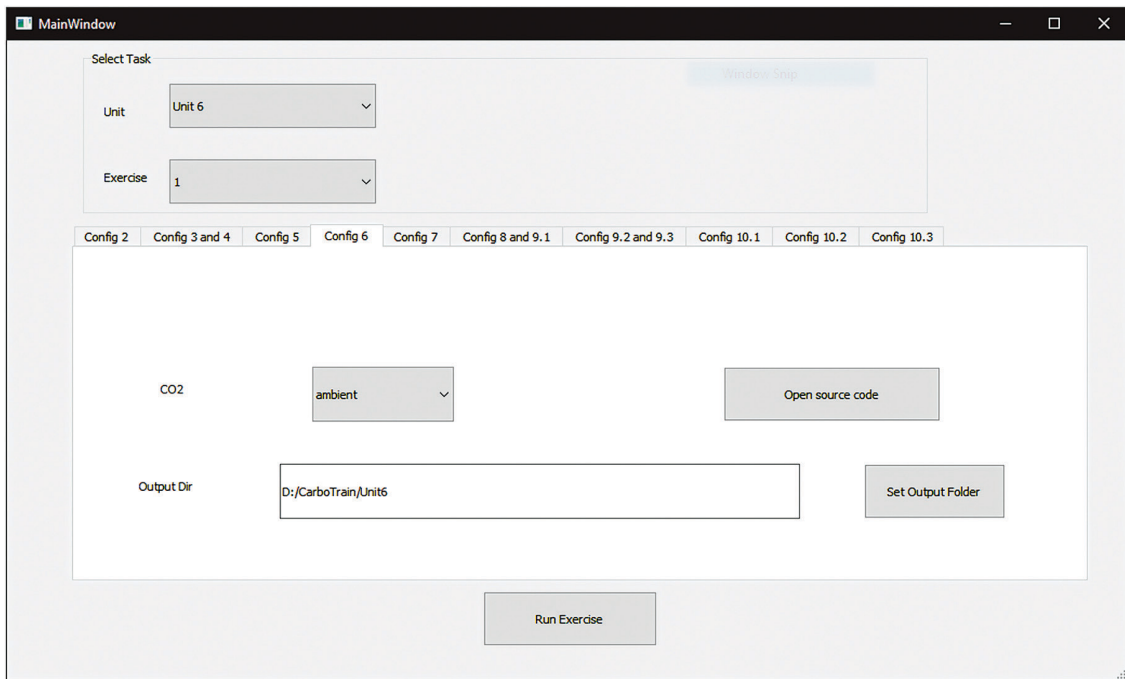 MainWindow
Select Task
Window Snip
Unit
Unit 6
Exercise
1
Config 2 Config 3 and 4 Config 5 Config 6 Config 7 Config 8 and 9.1 Config 9.2 and 9.3 Config 10.1 Config 10.2 Config 10.3
CO2
ambient
Open source code
Output Dir
D:/CarboTrain/Unit6
Set Output Folder
Run Exercise